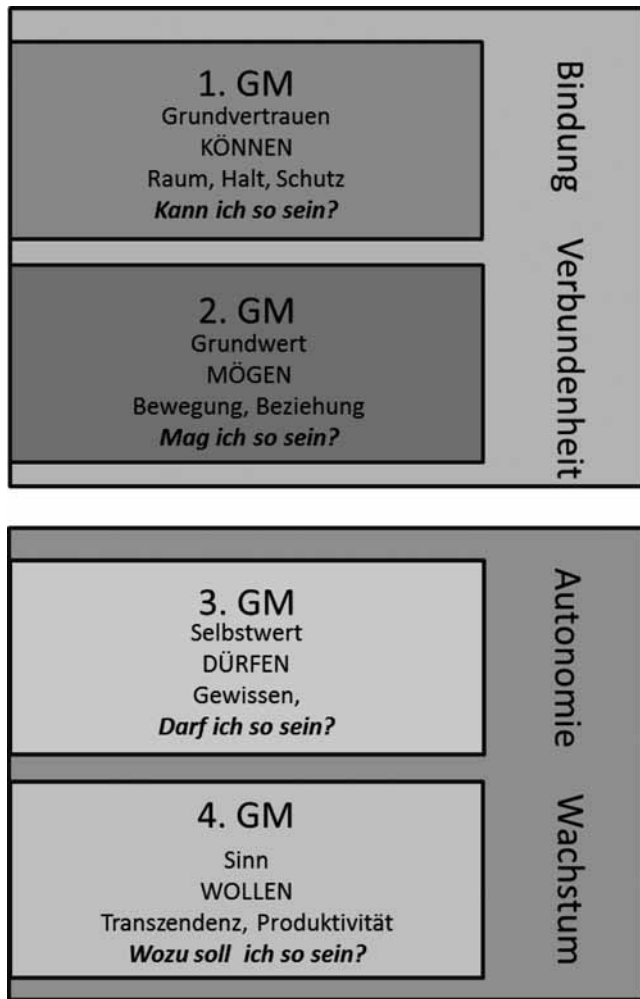 1. GM
Grundvertrauen
KÖNNEN
Raum, Halt, Schutz
Kann ich so sein?
2. GM
Grundwert
MÖGEN
Bewegung, Beziehung
Mag ich so sein?
Bindung Verbundenheit
3. GM
Selbstwert
DÜRFEN
Gewissen,
Darf ich so sein?
4. GM
Sinn
WOLLEN
Transzendenz, Produktivität
Wozu soll ich so sein?
Autonomie Wachstum